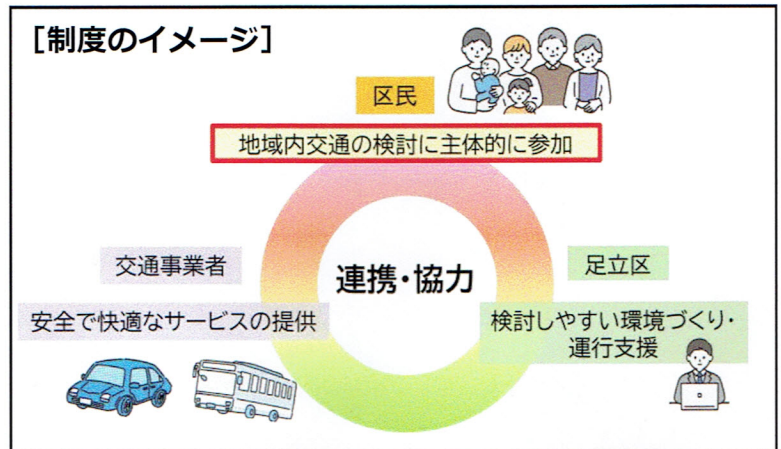 ［制度のイメージ］
区民
地域内交通の検討に主体的に参加
交通事業者
安全で快適なサービスの提供
連携・協力
足立区
検討しやすい環境づくり・
運行支援